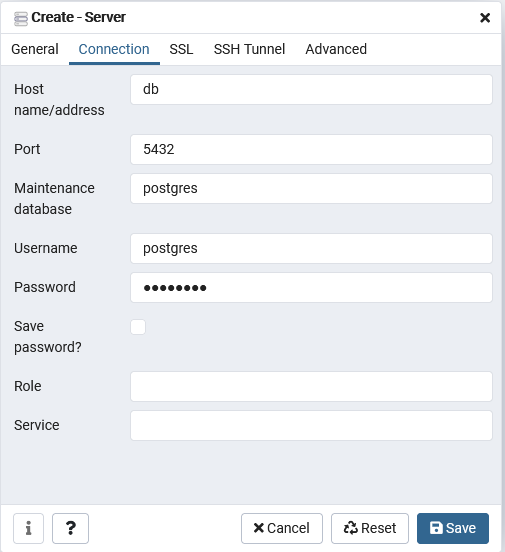 Create - Server
General Connection SSL SSH Tunnel Advanced
Host name/address db
Port 5432
Maintenance database postgres
Username postgres
Password ••••••••
Save password?
Role
Service
i ? Cancel Reset Save